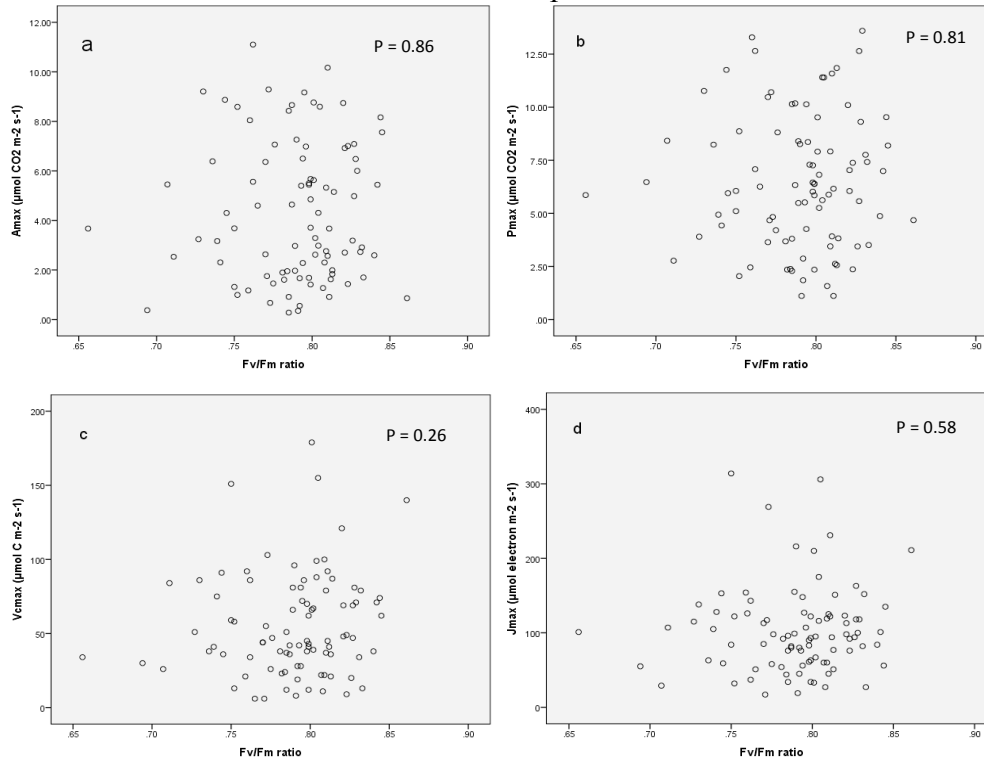 a
P = 0.86
12.00
10.00
8.00
6.00
4.00
2.00
.00
Amax (µmol CO2 m-2 s-1)
.65 .70 .75 .80 .85 .90
Fv/Fm ratio
b
P = 0.81
12.50
10.00
7.50
5.00
2.50
.00
Pmax (µmol CO2 m-2 s-1)
.65 .70 .75 .80 .85 .90
Fv/Fm ratio
c
P = 0.26
200
150
100
50
0
Vcmax (µmol C m-2 s-1)
.65 .70 .75 .80 .85 .90
Fv/Fm ratio
d
P = 0.58
400
300
200
100
0
Jmax (µmol electron m-2 s-1)
.65 .70 .75 .80 .85 .90
Fv/Fm ratio